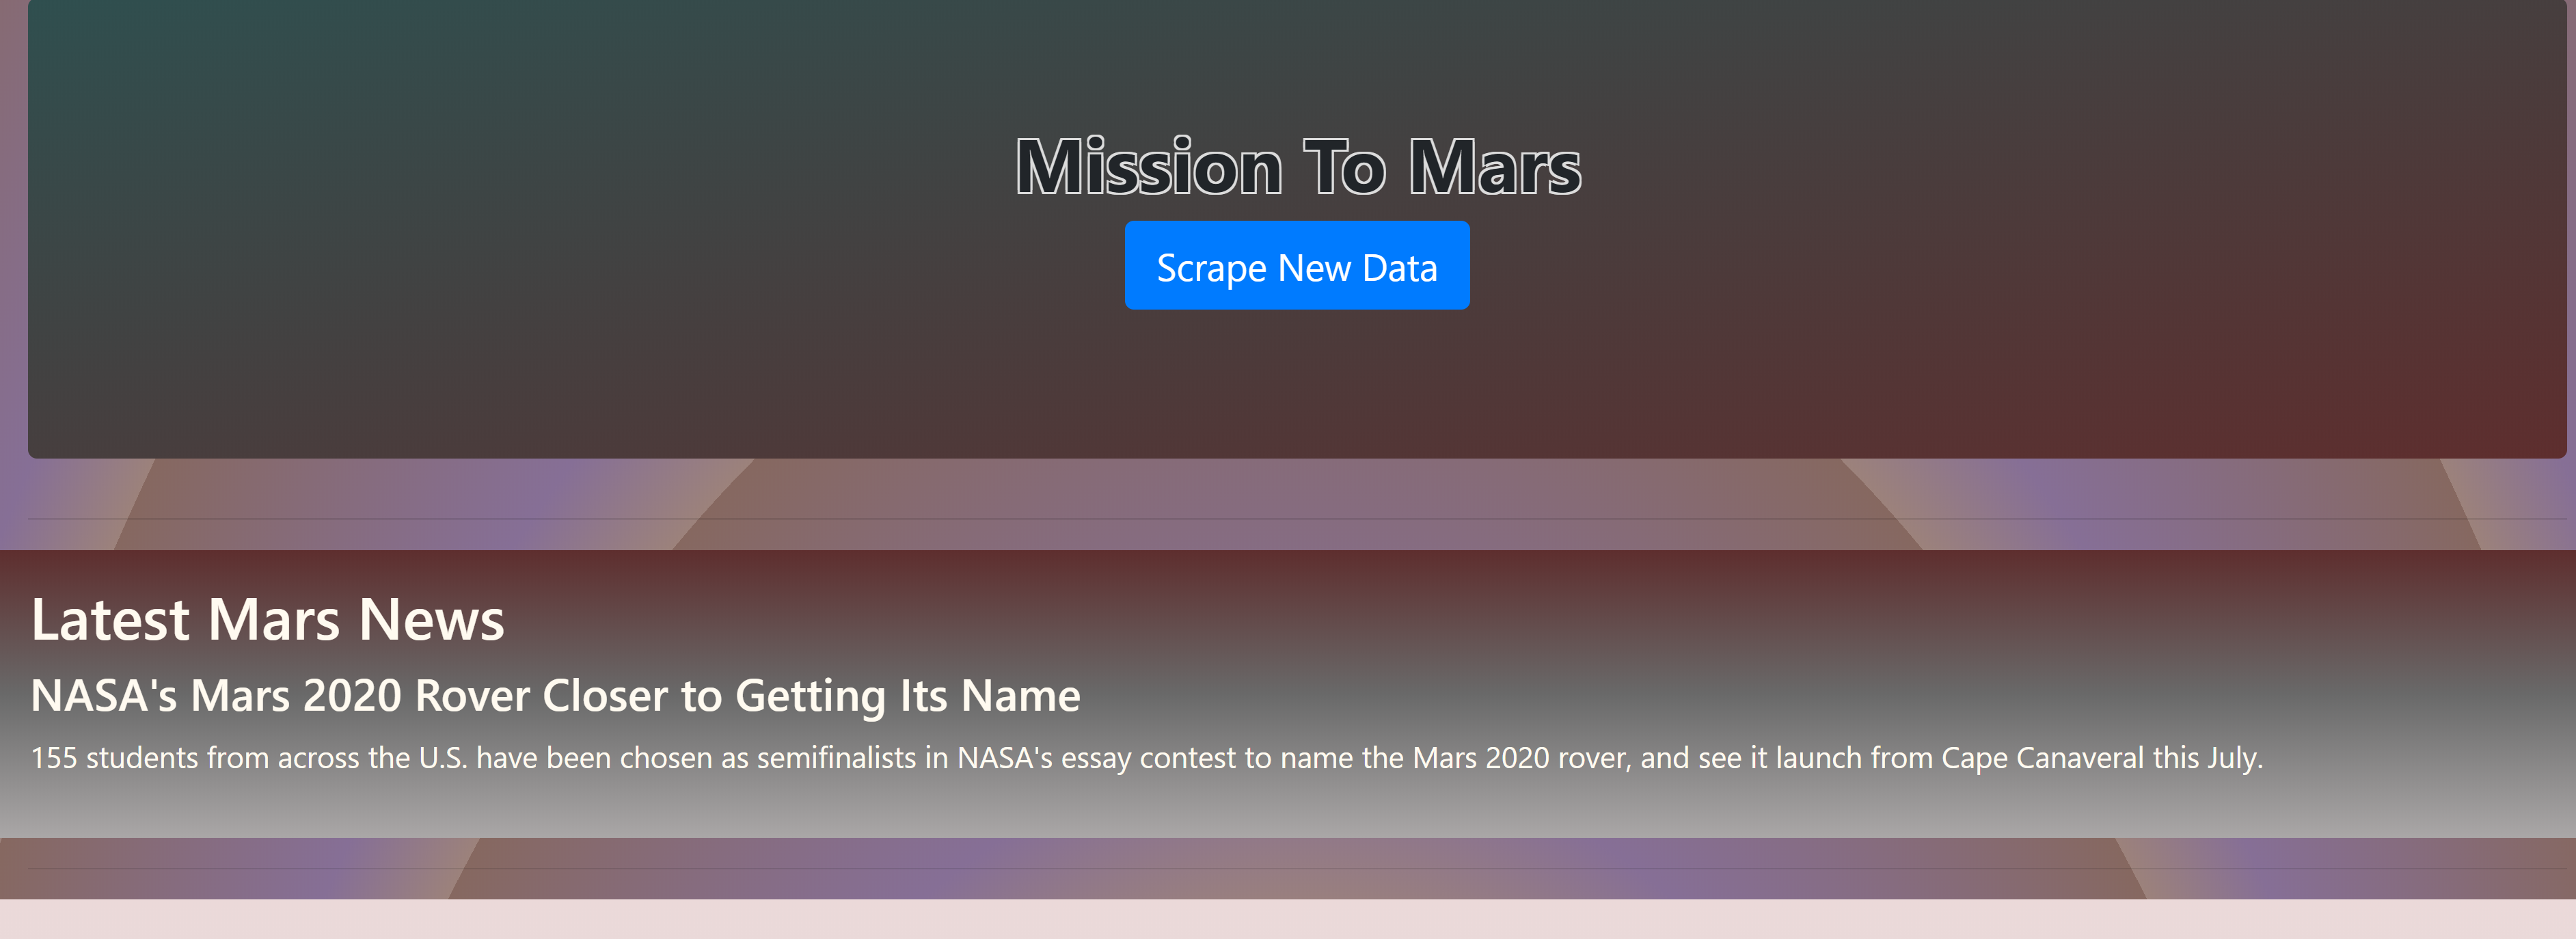 Mission To Mars
Scrape New Data
Latest Mars News
NASA's Mars 2020 Rover Closer to Getting Its Name
155 students from across the U.S. have been chosen as semifinalists in NASA's essay contest to name the Mars 2020 rover, and see it launch from Cape Canaveral this July.